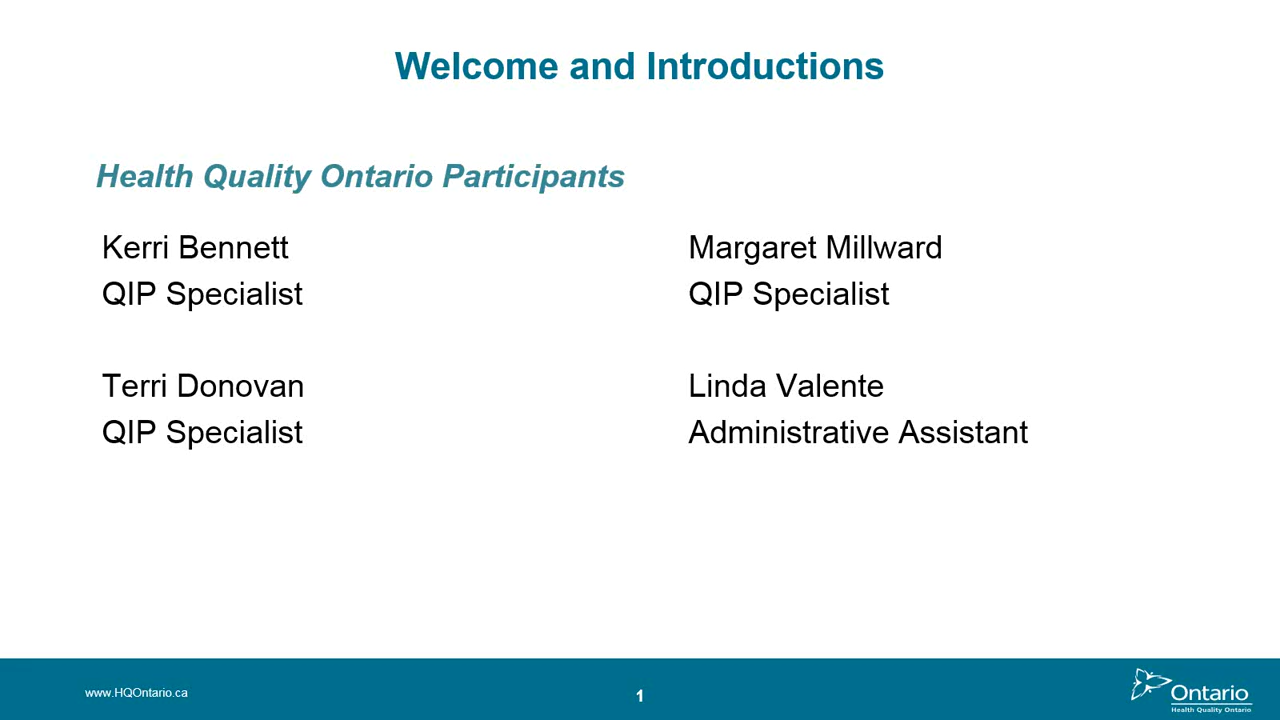 Welcome and Introductions
Health Quality Ontario Participants
Kerri Bennett
QIP Specialist
Margaret Millward
QIP Specialist
Terri Donovan
QIP Specialist
Linda Valente
Administrative Assistant
www.HQOntario.ca
1
Ontario
Health Quality Ontario